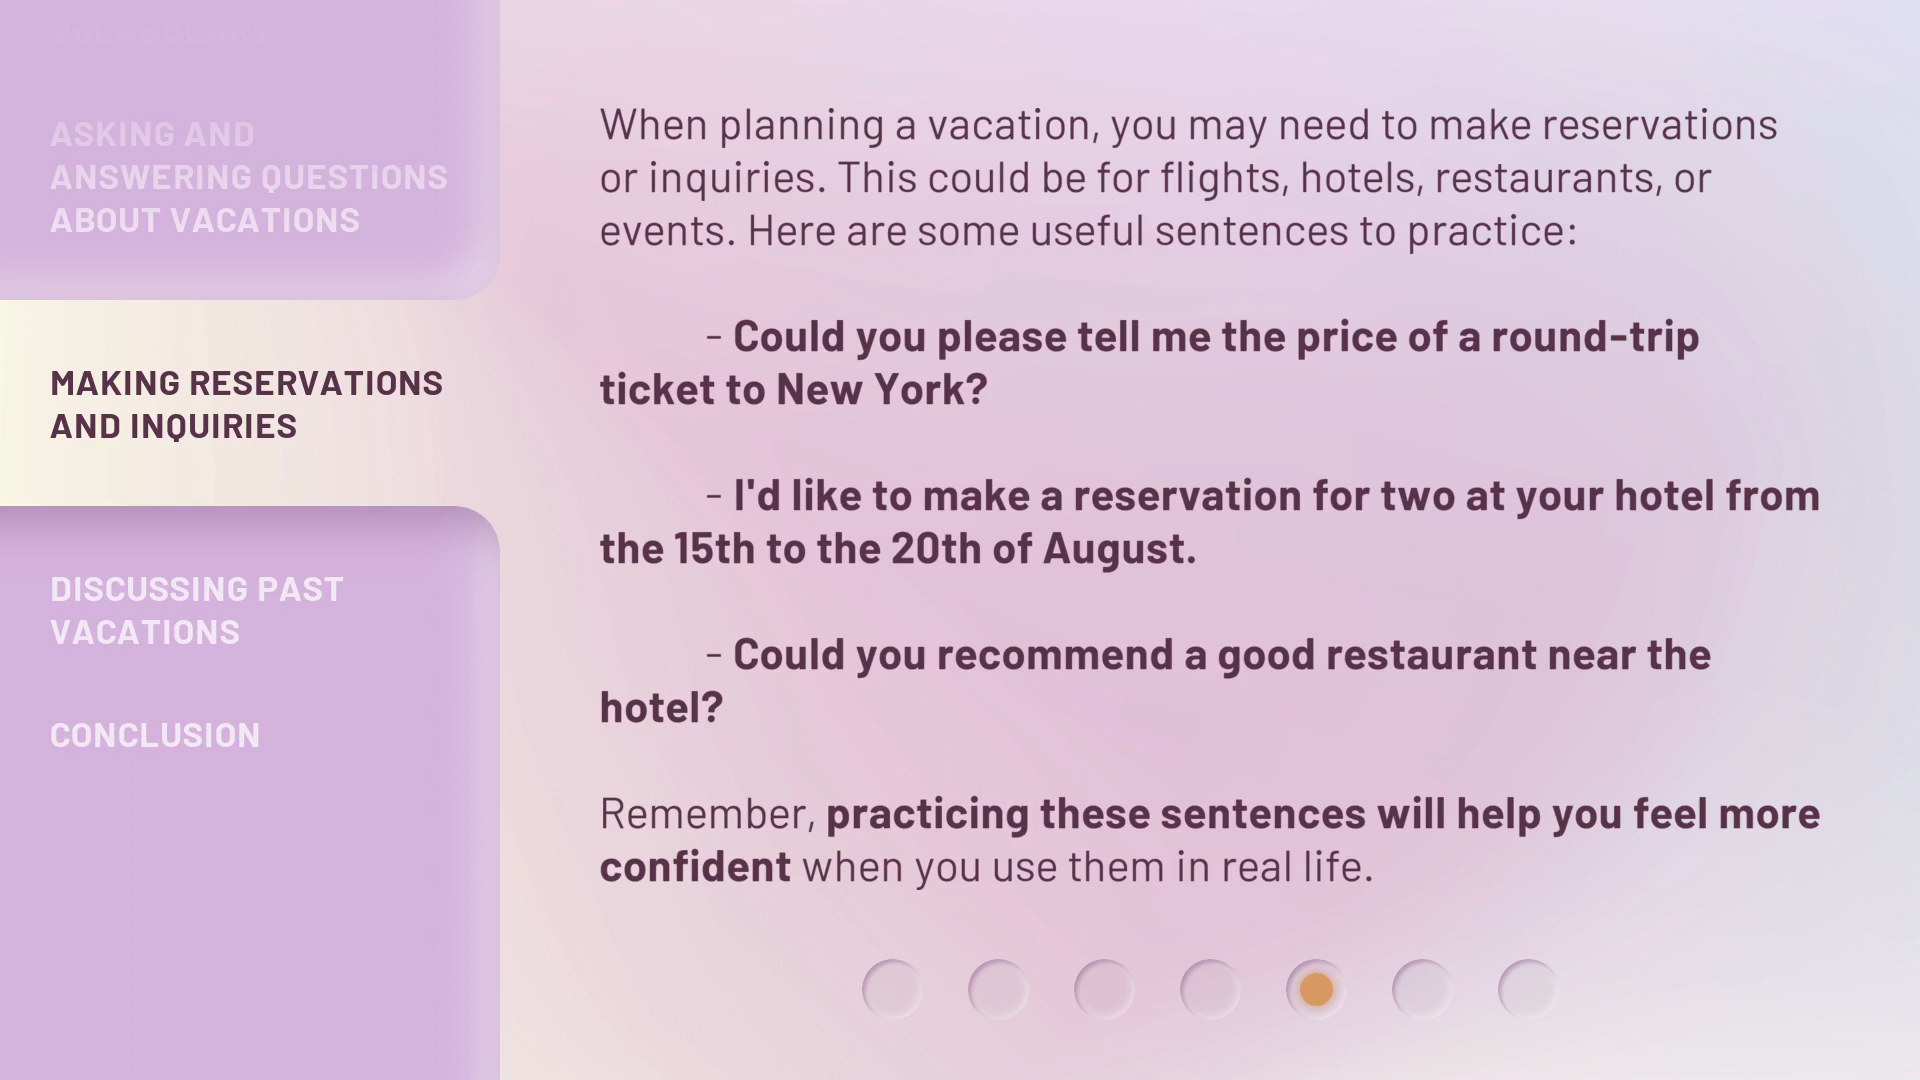 VOCABULARY
ASKING AND
ANSWERING QUESTIONS
ABOUT VACATIONS
MAKING RESERVATIONS
AND INQUIRIES
DISCUSSING PAST
VACATIONS
CONCLUSION
When planning a vacation, you may need to make reservations
or inquiries. This could be for flights, hotels, restaurants, or
events. Here are some useful sentences to practice:
- Could you please tell me the price of a round-trip
ticket to New York?
- I'd like to make a reservation for two at your hotel from
the 15th to the 20th of August.
- Could you recommend a good restaurant near the
hotel?
Remember, practicing these sentences will help you feel more
confident when you use them in real life.